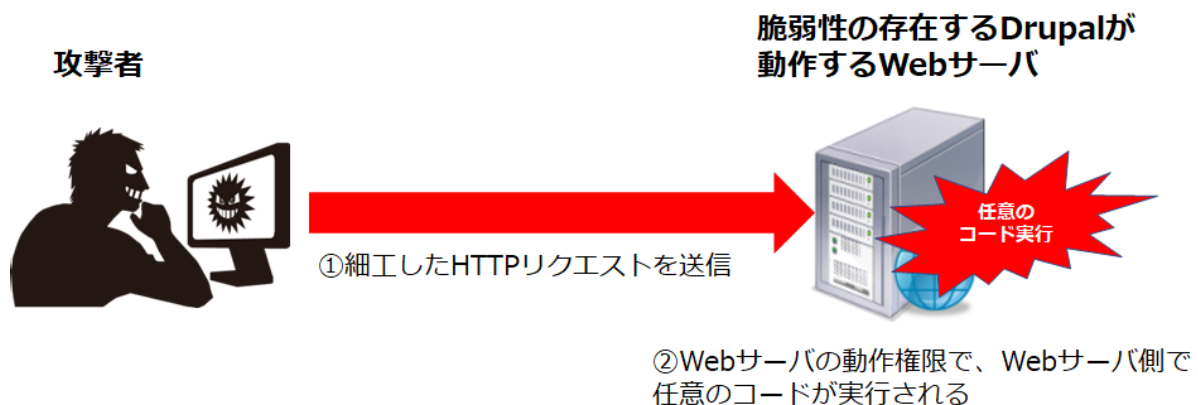 攻撃者
脆弱性の存在するDrupalが
動作するWebサーバ
任意の
コード実行
①細工したHTTPリクエストを送信
②Webサーバの動作権限で、Webサーバ側で
任意のコードが実行される